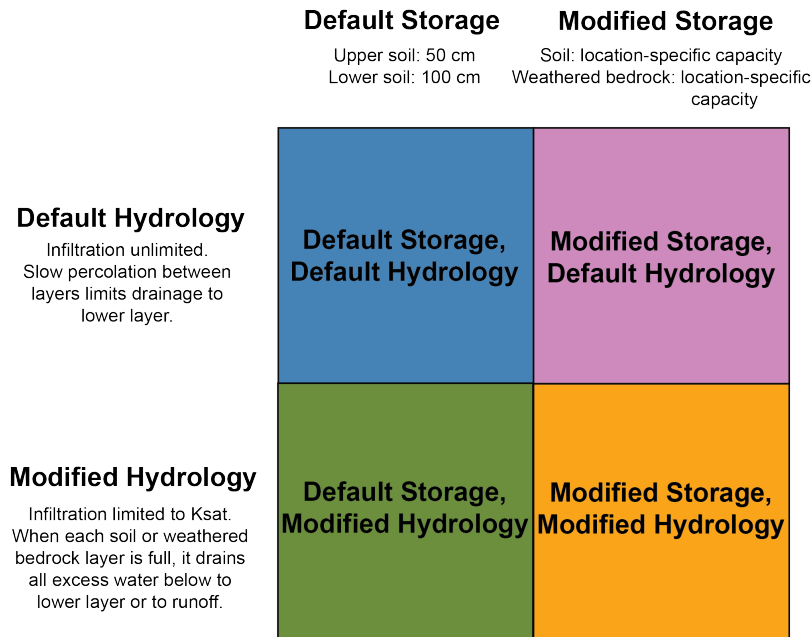 Default Storage
Upper soil: 50 cm
Lower soil: 100 cm
Modified Storage
Soil: location-specific capacity
Weathered bedrock: location-specific
capacity
Default Hydrology
Infiltration unlimited.
Slow percolation between
layers limits drainage to
lower layer.
Default Storage,
Default Hydrology
Modified Storage,
Default Hydrology
Modified Hydrology
Infiltration limited to Ksat.
When each soil or weathered
bedrock layer is full, it drains
all excess water below to
lower layer or to runoff.
Default Storage,
Modified Hydrology
Modified Storage,
Modified Hydrology